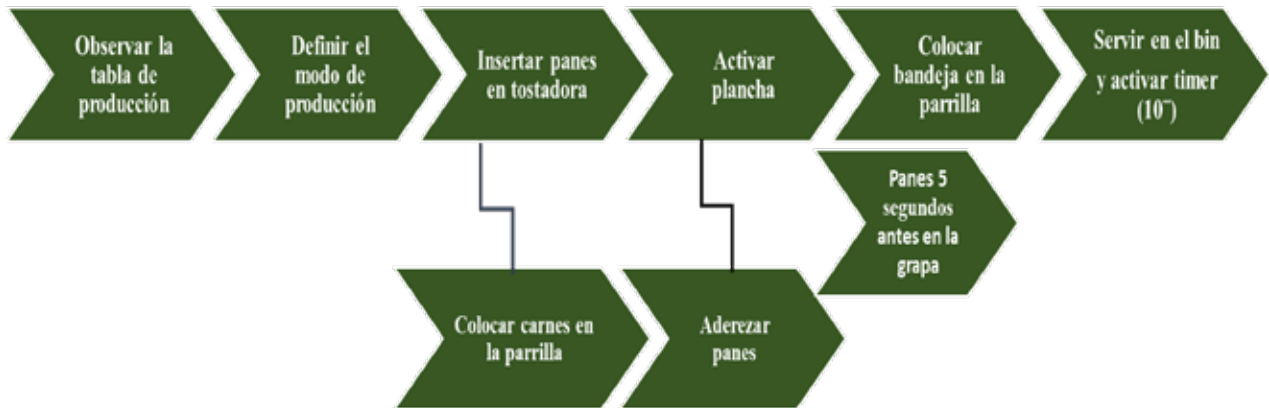 Observar la
tabla de
producción
Definir el
modo de
producción
Insertar panes
en tostadora
Activar
plancha
Colocar
bandeja en la
parrilla
Servir en el bin
y activar timer
(10¨)
Panes 5
segundos
antes en la
grapa
Colocar carnes en
la parrilla
Aderezar
panes